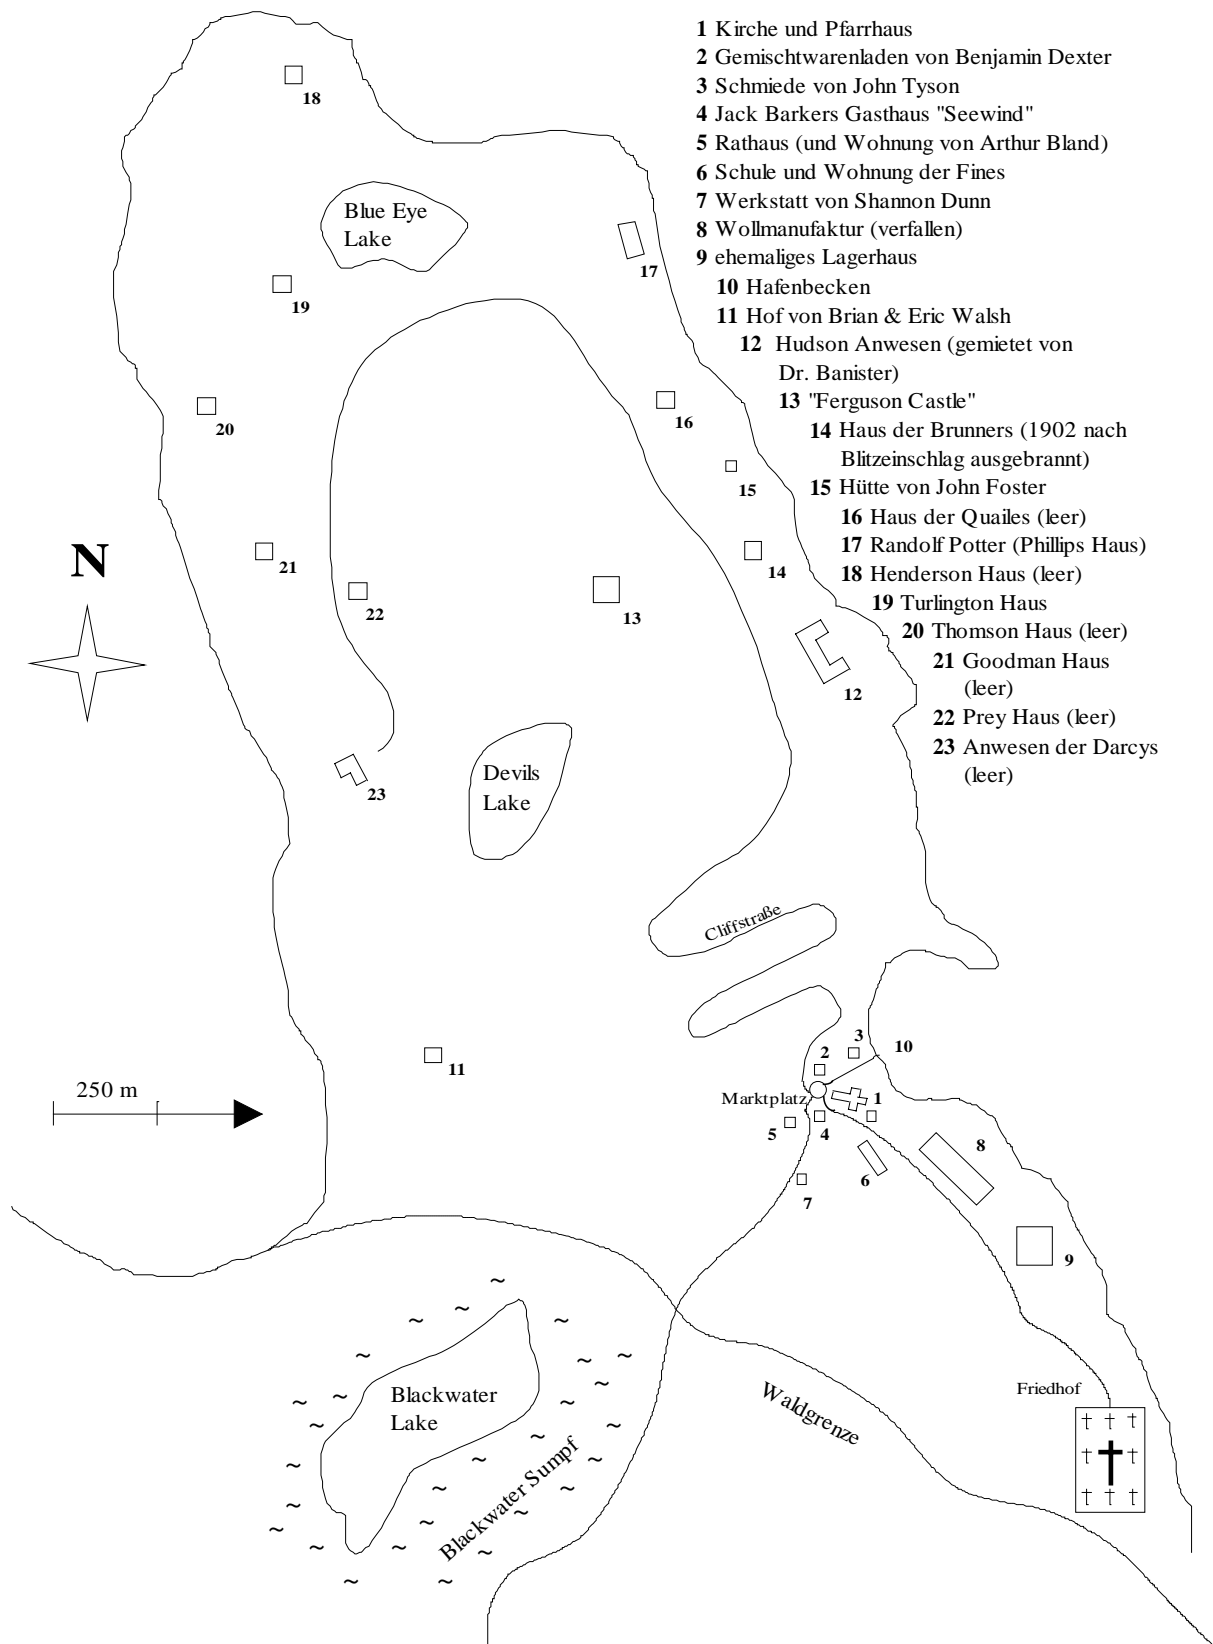 1 Kirche und Pfarrhaus
2 Gemischtwarenladen von Benjamin Dexter
3 Schmiede von John Tyson
4 Jack Barkers Gasthaus "Seewind"
5 Rathaus (und Wohnung von Arthur Bland)
6 Schule und Wohnung der Fines
7 Werkstatt von Shannon Dunn
8 Wollmanufaktur (verfallen)
9 ehemaliges Lagerhaus
10 Hafenbecken
11 Hof von Brian & Eric Walsh
12 Hudson Anwesen (gemietet von
Dr. Banister)
13 "Ferguson Castle"
14 Haus der Brunners (1902 nach
Blitzeinschlag ausgebrannt)
15 Hütte von John Foster
16 Haus der Quailes (leer)
17 Randolf Potter (Phillips Haus)
18 Henderson Haus (leer)
19 Turlington Haus
20 Thomson Haus (leer)
21 Goodman Haus
(leer)
22 Prey Haus (leer)
23 Anwesen der Darcys
(leer)
18
Blue Eye
Lake
17
19
16
20
15
N
21
14
22
13
12
Devils
Lake
23
Cliffstraße
3
2
10
11
250 m
Marktplatz
1
5
4
8
6
7
9
Blackwater
Lake
Waldgrenze
Friedhof
Blackwater Sumpf